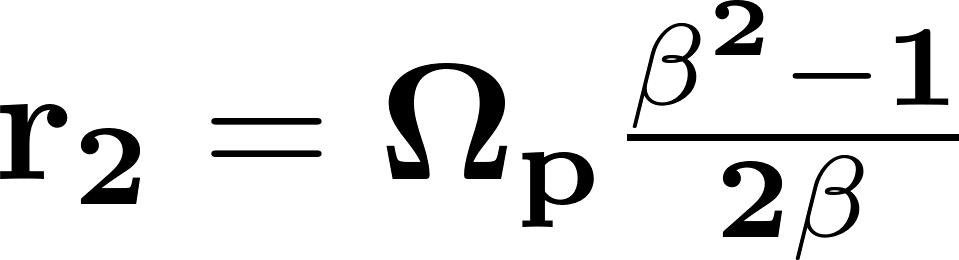 r₂ = Ωₚ (β² − 1) / (2β)